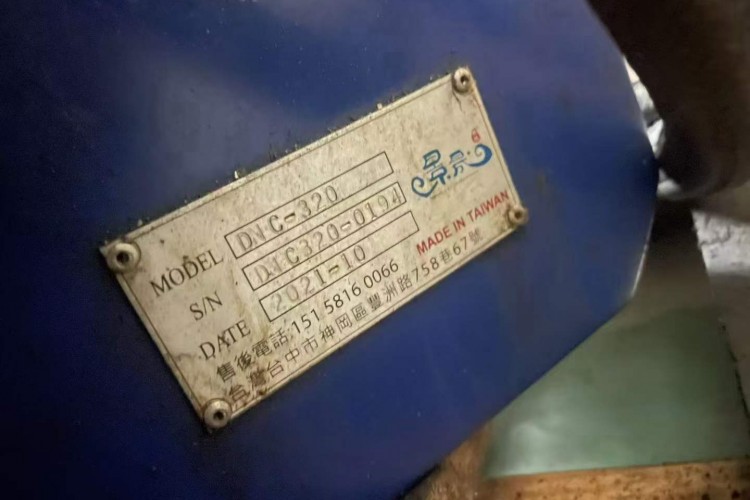 MODEL DNC-320
S/N DNC320-0194
DATE 2021-10
MADE IN TAIWAN
售後電話:151 5816 0066
台灣台中市神岡區豐洲路758巷67號